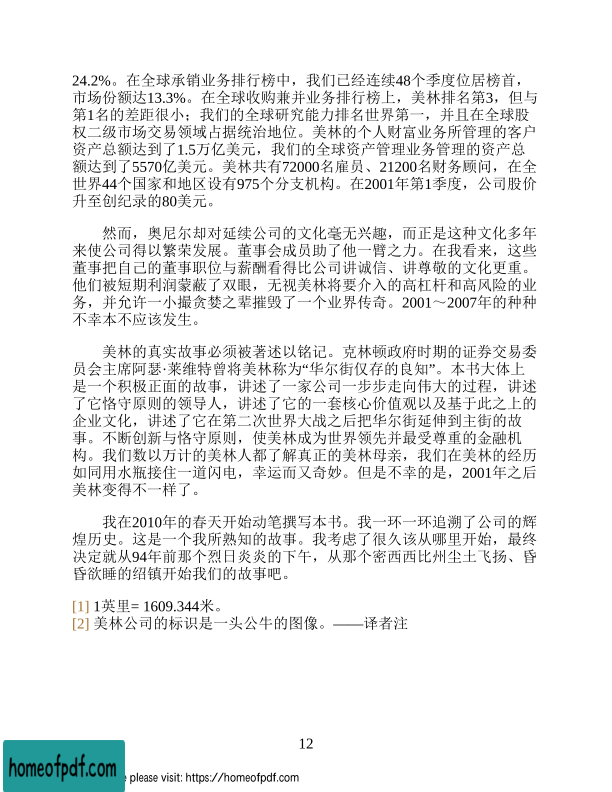 24.2%。在全球承销业务排行榜中，我们已经连续48个季度位居榜首，
市场份额达13.3%。在全球收购兼并业务排行榜上，美林排名第3，但与
第1名的差距很小；我们的全球研究能力排名世界第一，并且在全球股
权二级市场交易领域占据统治地位。美林的个人财富业务所管理的客户
资产总额达到了1.5万亿美元，我们的全球资产管理业务管理的资产总
额达到了5570亿美元。美林共有72000名雇员、21200名财务顾问，在全
世界44个国家和地区设有975个分支机构。在2001年第1季度，公司股价
升至创纪录的80美元。
然而，奥尼尔却对延续公司的文化毫无兴趣，而正是这种文化多年
来使公司得以繁荣发展。董事会成员助了他一臂之力。在我看来，这些
董事把自己的董事职位与薪酬看得比公司讲诚信、讲尊敬的文化更重。
他们被短期利润蒙蔽了双眼，无视美林将要介入的高杠杆和高风险的业
务，并允许一小撮贪婪之辈摧毁了一个业界传奇。2001～2007年的种种
不幸本不应该发生。
美林的真实故事必须被著述以铭记。克林顿政府时期的证券交易委
员会主席阿瑟·莱维特曾将美林称为“华尔街仅存的良知”。本书大体上
是一个积极正面的故事，讲述了一家公司一步步走向伟大的过程，讲述
了它恪守原则的领导人，讲述了它的一套核心价值观以及基于此之上的
企业文化，讲述了它在第二次世界大战之后把华尔街延伸到主街的故
事。不断创新与恪守原则，使美林成为世界领先并最受尊重的金融机
构。我们数以万计的美林人都了解真正的美林母亲，我们在美林的经历
如同用水瓶接住一道闪电，幸运而又奇妙。但是不幸的是，2001年之后
美林变得不一样了。
我在2010年的春天开始动笔撰写本书。我一环一环追溯了公司的辉
煌历史。这是一个我所熟知的故事。我考虑了很久该从哪里开始，最终
决定就从94年前那个烈日炎炎的下午，从那个密西西比州尘土飞扬、昏
昏欲睡的绍镇开始我们的故事吧。
[1] 1英里= 1609.344米。
[2] 美林公司的标识是一头公牛的图像。——译者注
12
homeofpdf.com
please visit: https://homeofpdf.com